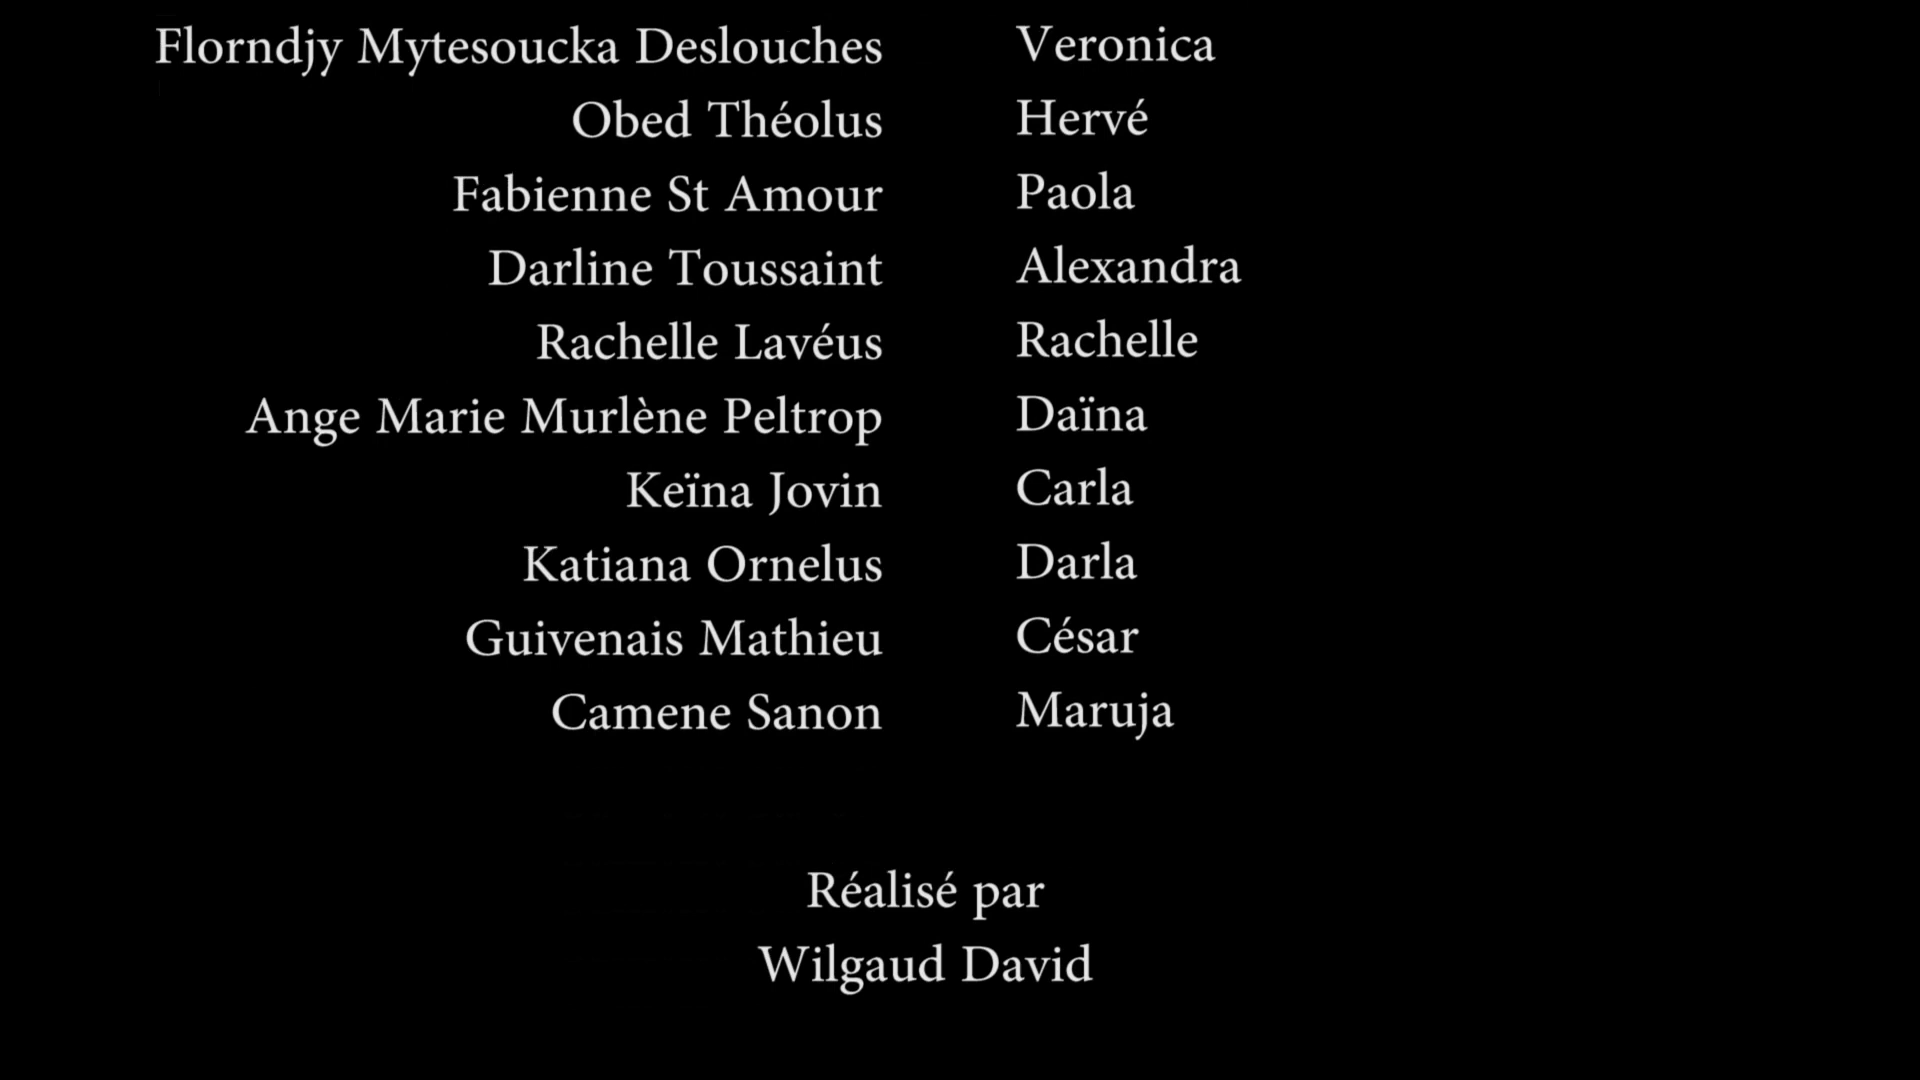 Florndjy Mytesoucka Deslouches Veronica
Obed Théolus Hervé
Fabienne St Amour Paola
Darline Toussaint Alexandra
Rachelle Lavéus Rachelle
Ange Marie Murlène Peltrop Daïna
Keïna Jovin Carla
Katiana Ornelus Darla
Guivenais Mathieu César
Camene Sanon Maruja
Réalisé par
Wilgaud David